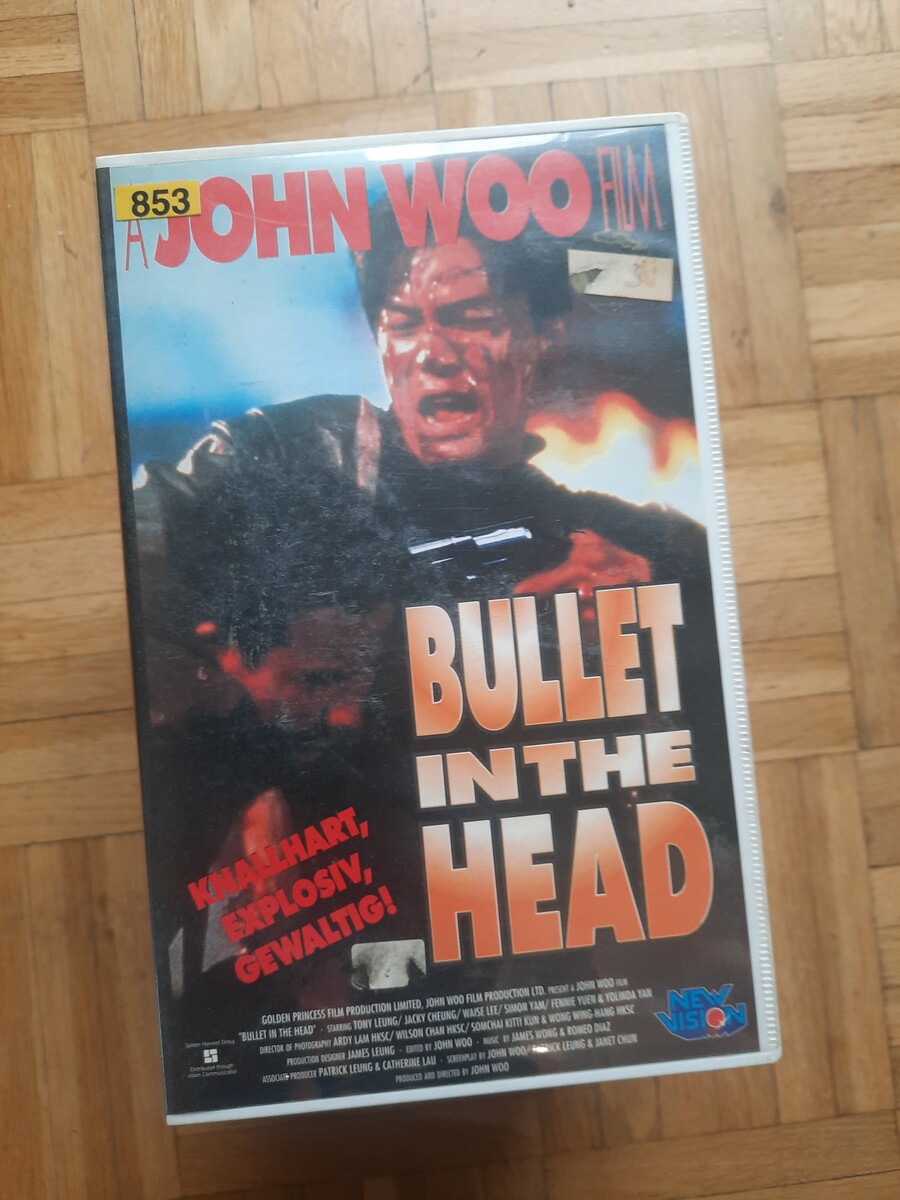 853
A JOHN WOO FILM
BULLET
IN THE
HEAD
KNALLHART,
EXPLOSIV,
GEWALTIG!
GOLDEN PRINCESS FILM PRODUCTION LIMITED, JOHN WOO FILM PRODUCTION LTD. PRESENT A JOHN WOO FILM
"BULLET IN THE HEAD" · STARRING TONY LEUNG/ JACKY CHEUNG/ WAISE LEE/ SIMON YAM/ FENNIE YUEN & YOLINDA YAN
DIRECTOR OF PHOTOGRAPHY ARDY LAM HKSC/ WILSON CHAN HKSC/ SOMCHAI KITTI KUN & WONG WING-HANG HKSC
PRODUCTION DESIGNER JAMES LEUNG · EDITED BY JOHN WOO · MUSIC BY JAMES WONG & ROMEO DIAZ
ASSOCIATE PRODUCER PATRICK LEUNG & CATHERINE LAU · SCREENPLAY BY JOHN WOO/ PATRICK LEUNG & JANET CHUN
PRODUCED AND DIRECTED BY JOHN WOO
NEW
VISION
Distributed through